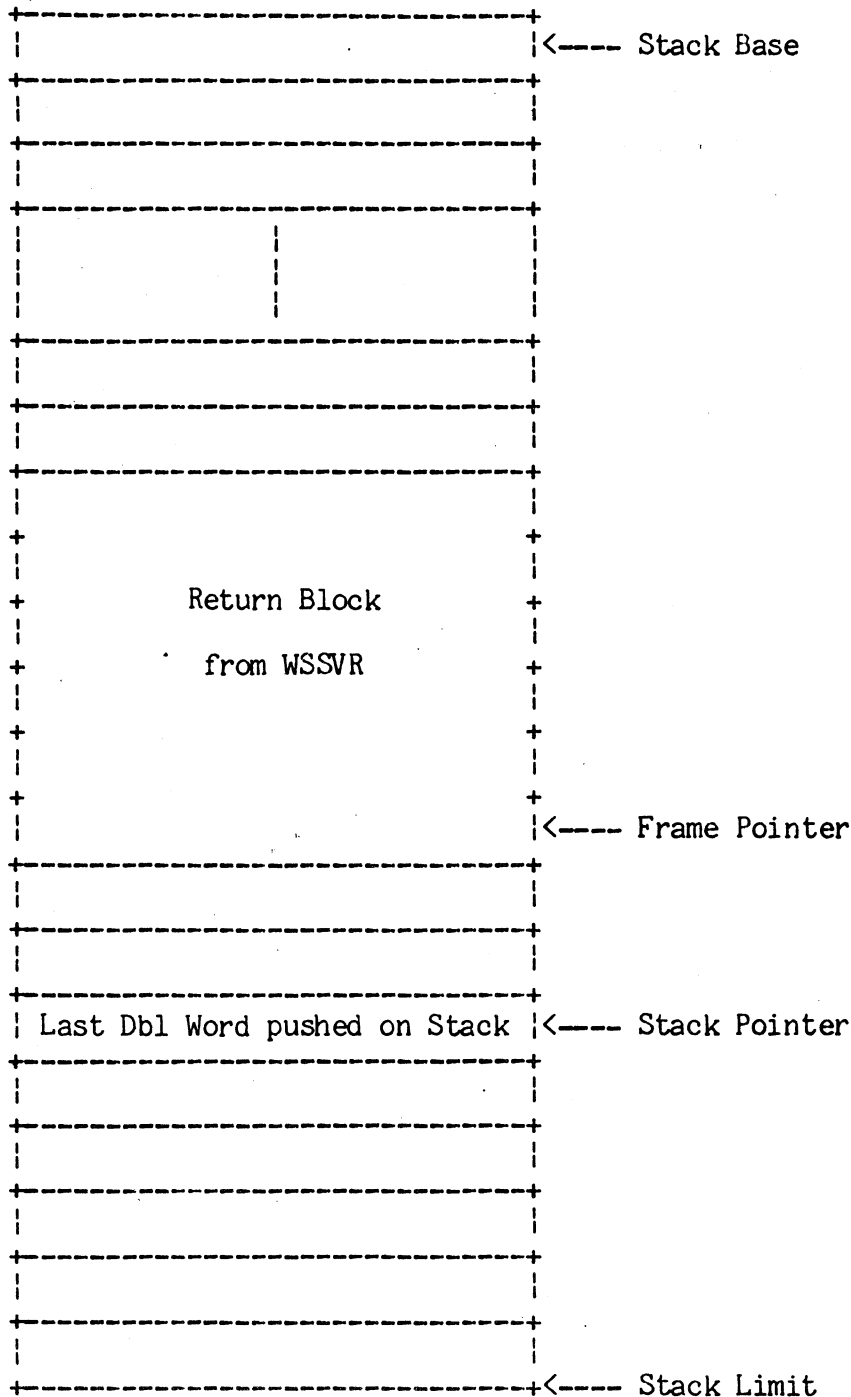 <---- Stack Base
Return Block
from WSSVR
<---- Frame Pointer
Last Dbl Word pushed on Stack <---- Stack Pointer
<---- Stack Limit